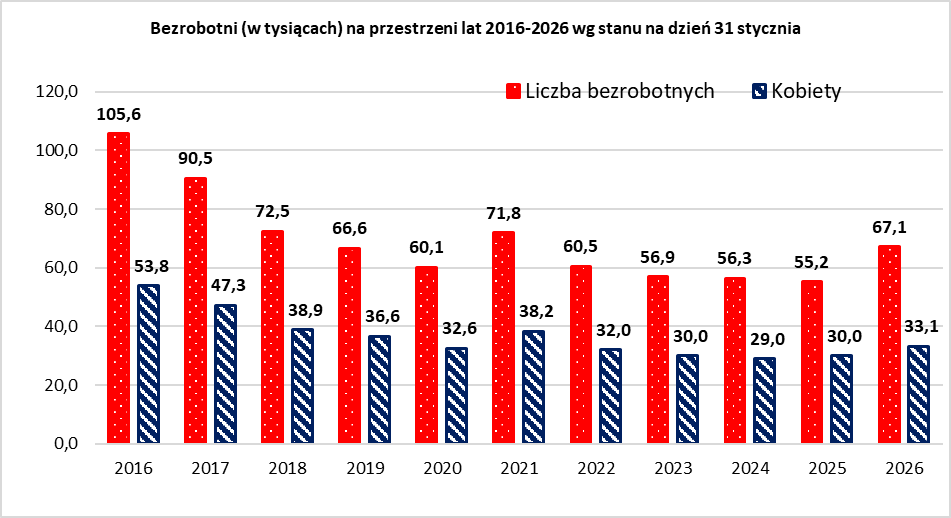 Bezrobotni (w tysiącach) na przestrzeni lat 2016-2026 wg stanu na dzień 31 stycznia
Liczba bezrobotnych Kobiety
120,0
100,0
80,0
60,0
40,0
20,0
0,0
105,6 90,5 72,5 66,6 60,1 71,8 60,5 56,9 56,3 55,2 67,1
53,8 47,3 38,9 36,6 32,6 38,2 32,0 30,0 29,0 30,0 33,1
2016 2017 2018 2019 2020 2021 2022 2023 2024 2025 2026